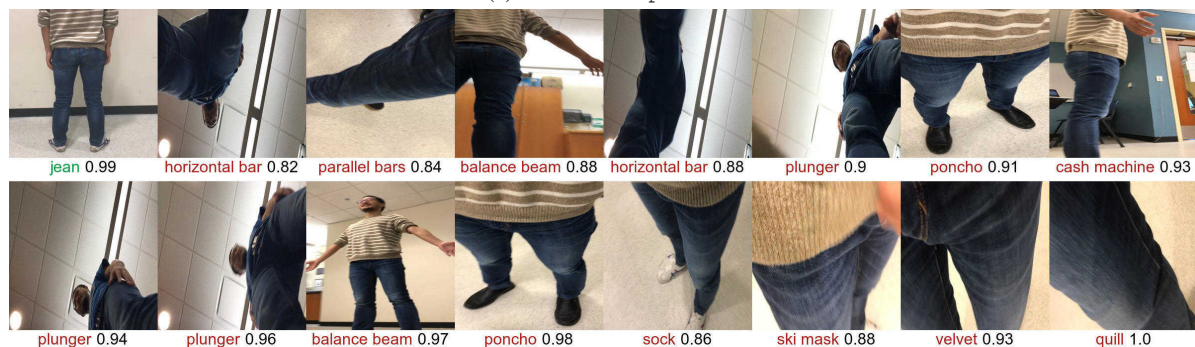 jean 0.99 horizontal bar 0.82 parallel bars 0.84 balance beam 0.88 horizontal bar 0.88 plunger 0.9 poncho 0.91 cash machine 0.93
plunger 0.94 plunger 0.96 balance beam 0.97 poncho 0.98 sock 0.86 ski mask 0.88 velvet 0.93 quill 1.0